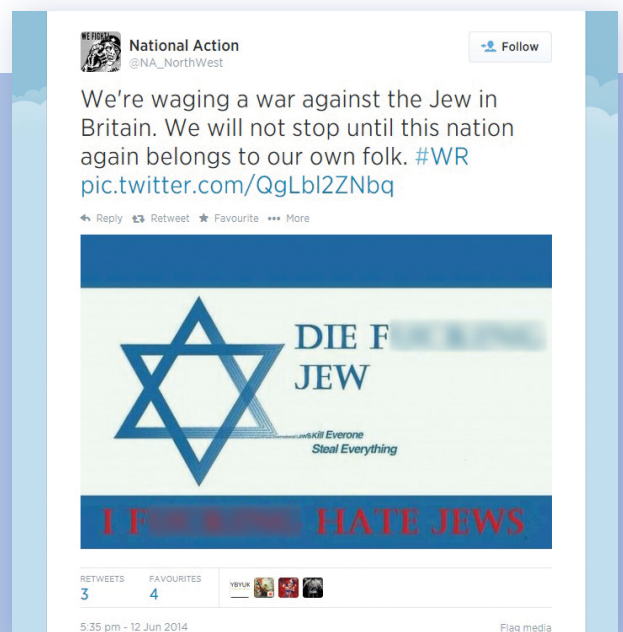 WE FIGHT!
National Action
@NA_NorthWest
Follow
We're waging a war against the Jew in
Britain. We will not stop until this nation
again belongs to our own folk. #WR
pic.twitter.com/QgLbI2ZNbq
Reply Retweet Favourite More
DIE F
JEW
Kill Everone
Steal Everything
I F HATE JEWS
RETWEETS FAVOURITES
3 4
YBYUK
5:35 pm - 12 Jun 2014 Flag media